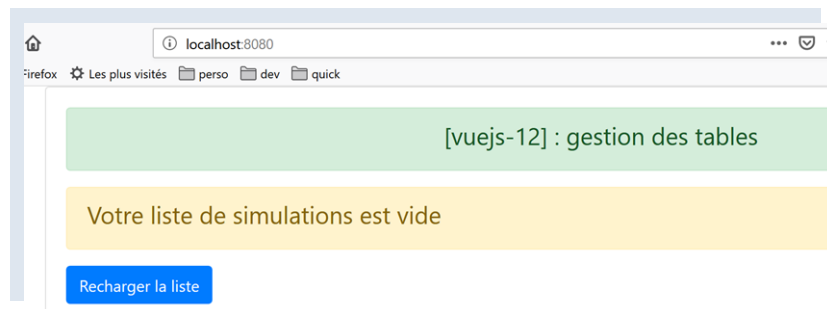 localhost:8080
Firefox Les plus visités perso dev quick
[vuejs-12] : gestion des tables
Votre liste de simulations est vide
Recharger la liste